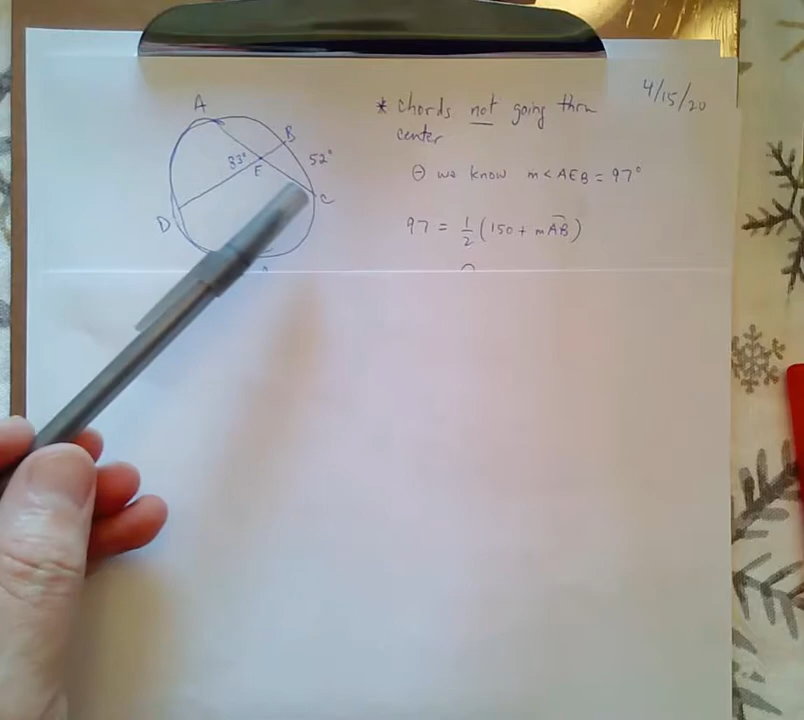 4/15/20
* chords not going thru
center
A
B
83°
52°
E
C
D
⊖ we know m<AEB = 97°
97 = 1/2 (150 + mAB)